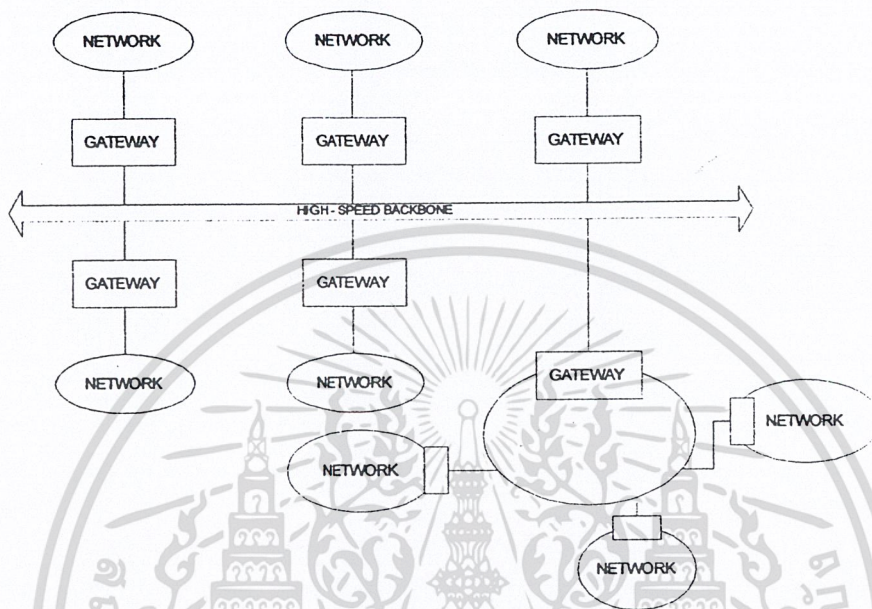 NETWORK NETWORK NETWORK
GATEWAY GATEWAY GATEWAY
HIGH - SPEED BACKBONE
GATEWAY GATEWAY
GATEWAY
NETWORK NETWORK
NETWORK
NETWORK
NETWORK